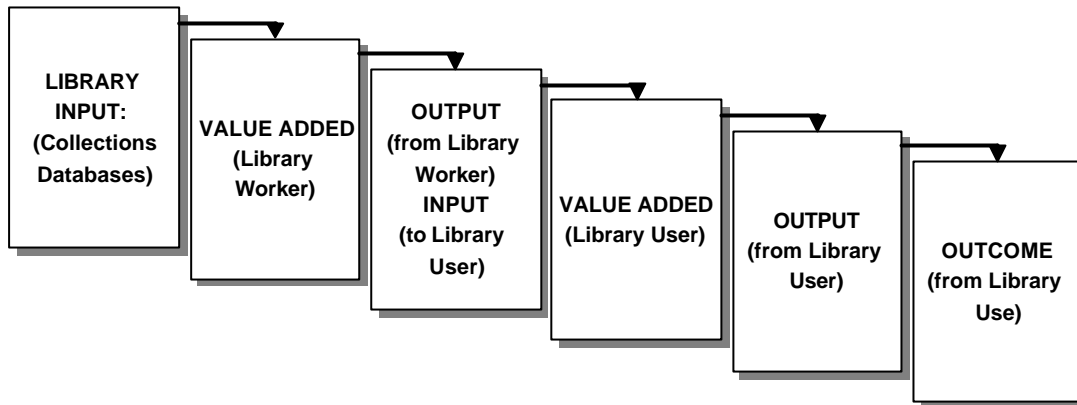 LIBRARY
INPUT:
(Collections
Databases)
VALUE ADDED
(Library
Worker)
OUTPUT
(from Library
Worker)
INPUT
(to Library
User)
VALUE ADDED
(Library User)
OUTPUT
(from Library
User)
OUTCOME
(from Library
Use)